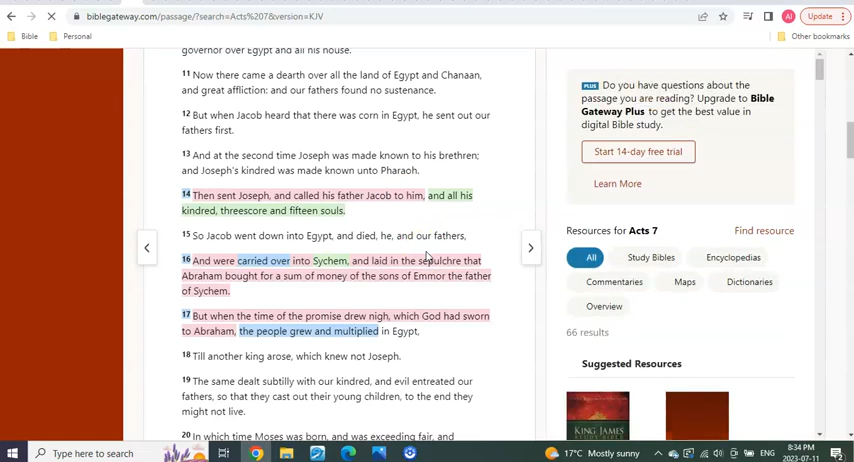 biblegateway.com/passage/?search=Acts%207&version=KJV
AI
Update
Bible
Personal
Other bookmarks
governor over Egypt and all his house.
11 Now there came a dearth over all the land of Egypt and Chanaan,
and great affliction: and our fathers found no sustenance.
12 But when Jacob heard that there was corn in Egypt, he sent out our
fathers first.
13 And at the second time Joseph was made known to his brethren;
and Joseph's kindred was made known unto Pharaoh.
14 Then sent Joseph, and called his father Jacob to him, and all his
kindred, threescore and fifteen souls.
15 So Jacob went down into Egypt, and died, he, and our fathers,
16 And were carried over into Sychem, and laid in the sepulchre that
Abraham bought for a sum of money of the sons of Emmor the father
of Sychem.
17 But when the time of the promise drew nigh, which God had sworn
to Abraham, the people grew and multiplied in Egypt,
18 Till another king arose, which knew not Joseph.
19 The same dealt subtilly with our kindred, and evil entreated our
fathers, so that they cast out their young children, to the end they
might not live.
20 In which time Moses was born, and was exceeding fair, and
PLUS Do you have questions about the
passage you are reading? Upgrade to Bible
Gateway Plus to get the best value in
digital Bible study.
Start 14-day free trial
Learn More
Resources for Acts 7
Find resource
All
Study Bibles
Encyclopedias
Commentaries
Maps
Dictionaries
Overview
66 results
Suggested Resources
KING JAMES
Type here to search
17°C Mostly sunny
ENG
8:34 PM
2023-07-11
2